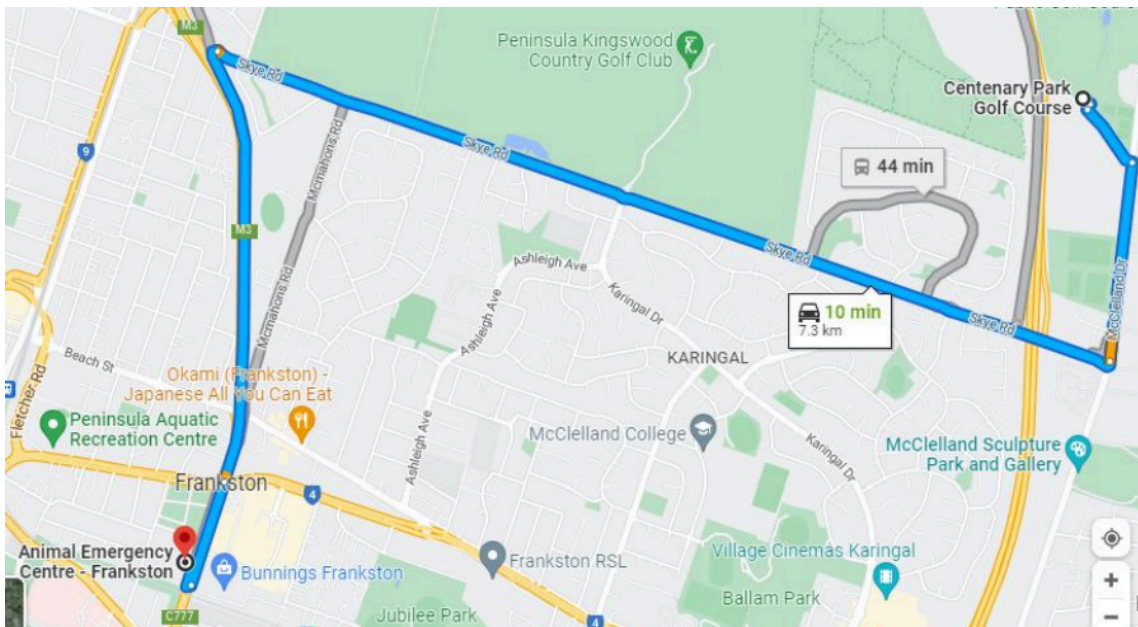 M3
Skye Rd
Peninsula Kingswood
Country Golf Club
Centenary Park
Golf Course
9
Mcmahons Rd
Skye Rd
44 min
M3
Mcmahons Rd
Ashleigh Ave
Skye Rd
McClelland Dr
Karingal Dr
10 min
7.3 km
Skye Rd
Ashleigh Ave
Beach St
KARINGAL
Okami (Frankston) -
Japanese All You Can Eat
Fletcher Rd
Peninsula Aquatic
Recreation Centre
McClelland College
Ashleigh Ave
Karingal Dr
McClelland Sculpture
Park and Gallery
Frankston
4
Animal Emergency
Centre - Frankston
Bunnings Frankston
Frankston RSL
Village Cinemas Karingal
Ballam Park
C777
Jubilee Park
4
+
−